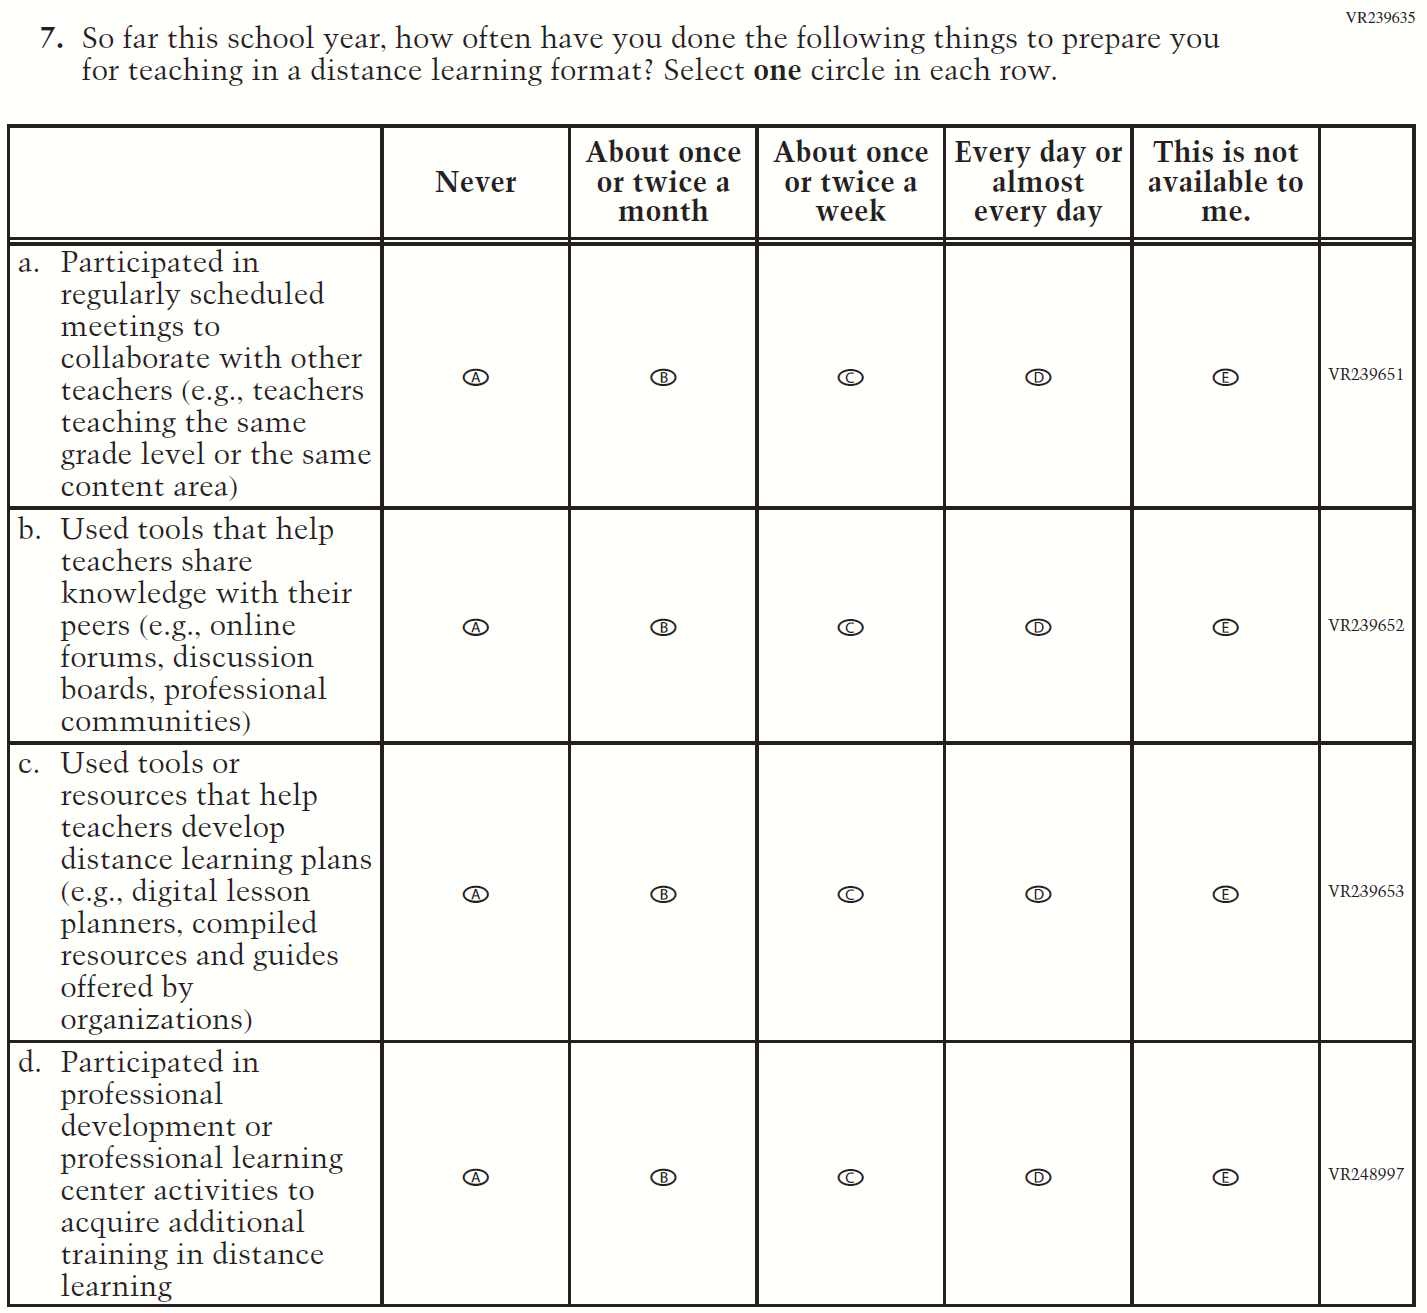 VR239635
7. So far this school year, how often have you done the following things to prepare you
for teaching in a distance learning format? Select one circle in each row.
Never
About once
or twice a
month
About once
or twice a
week
Every day or
almost
every day
This is not
available to
me.
a. Participated in
regularly scheduled
meetings to
collaborate with other
teachers (e.g., teachers
teaching the same
grade level or the same
content area)
A B C D E VR239651
b. Used tools that help
teachers share
knowledge with their
peers (e.g., online
forums, discussion
boards, professional
communities)
A B C D E VR239652
c. Used tools or
resources that help
teachers develop
distance learning plans
(e.g., digital lesson
planners, compiled
resources and guides
offered by
organizations)
A B C D E VR239653
d. Participated in
professional
development or
professional learning
center activities to
acquire additional
training in distance
learning
A B C D E VR248997